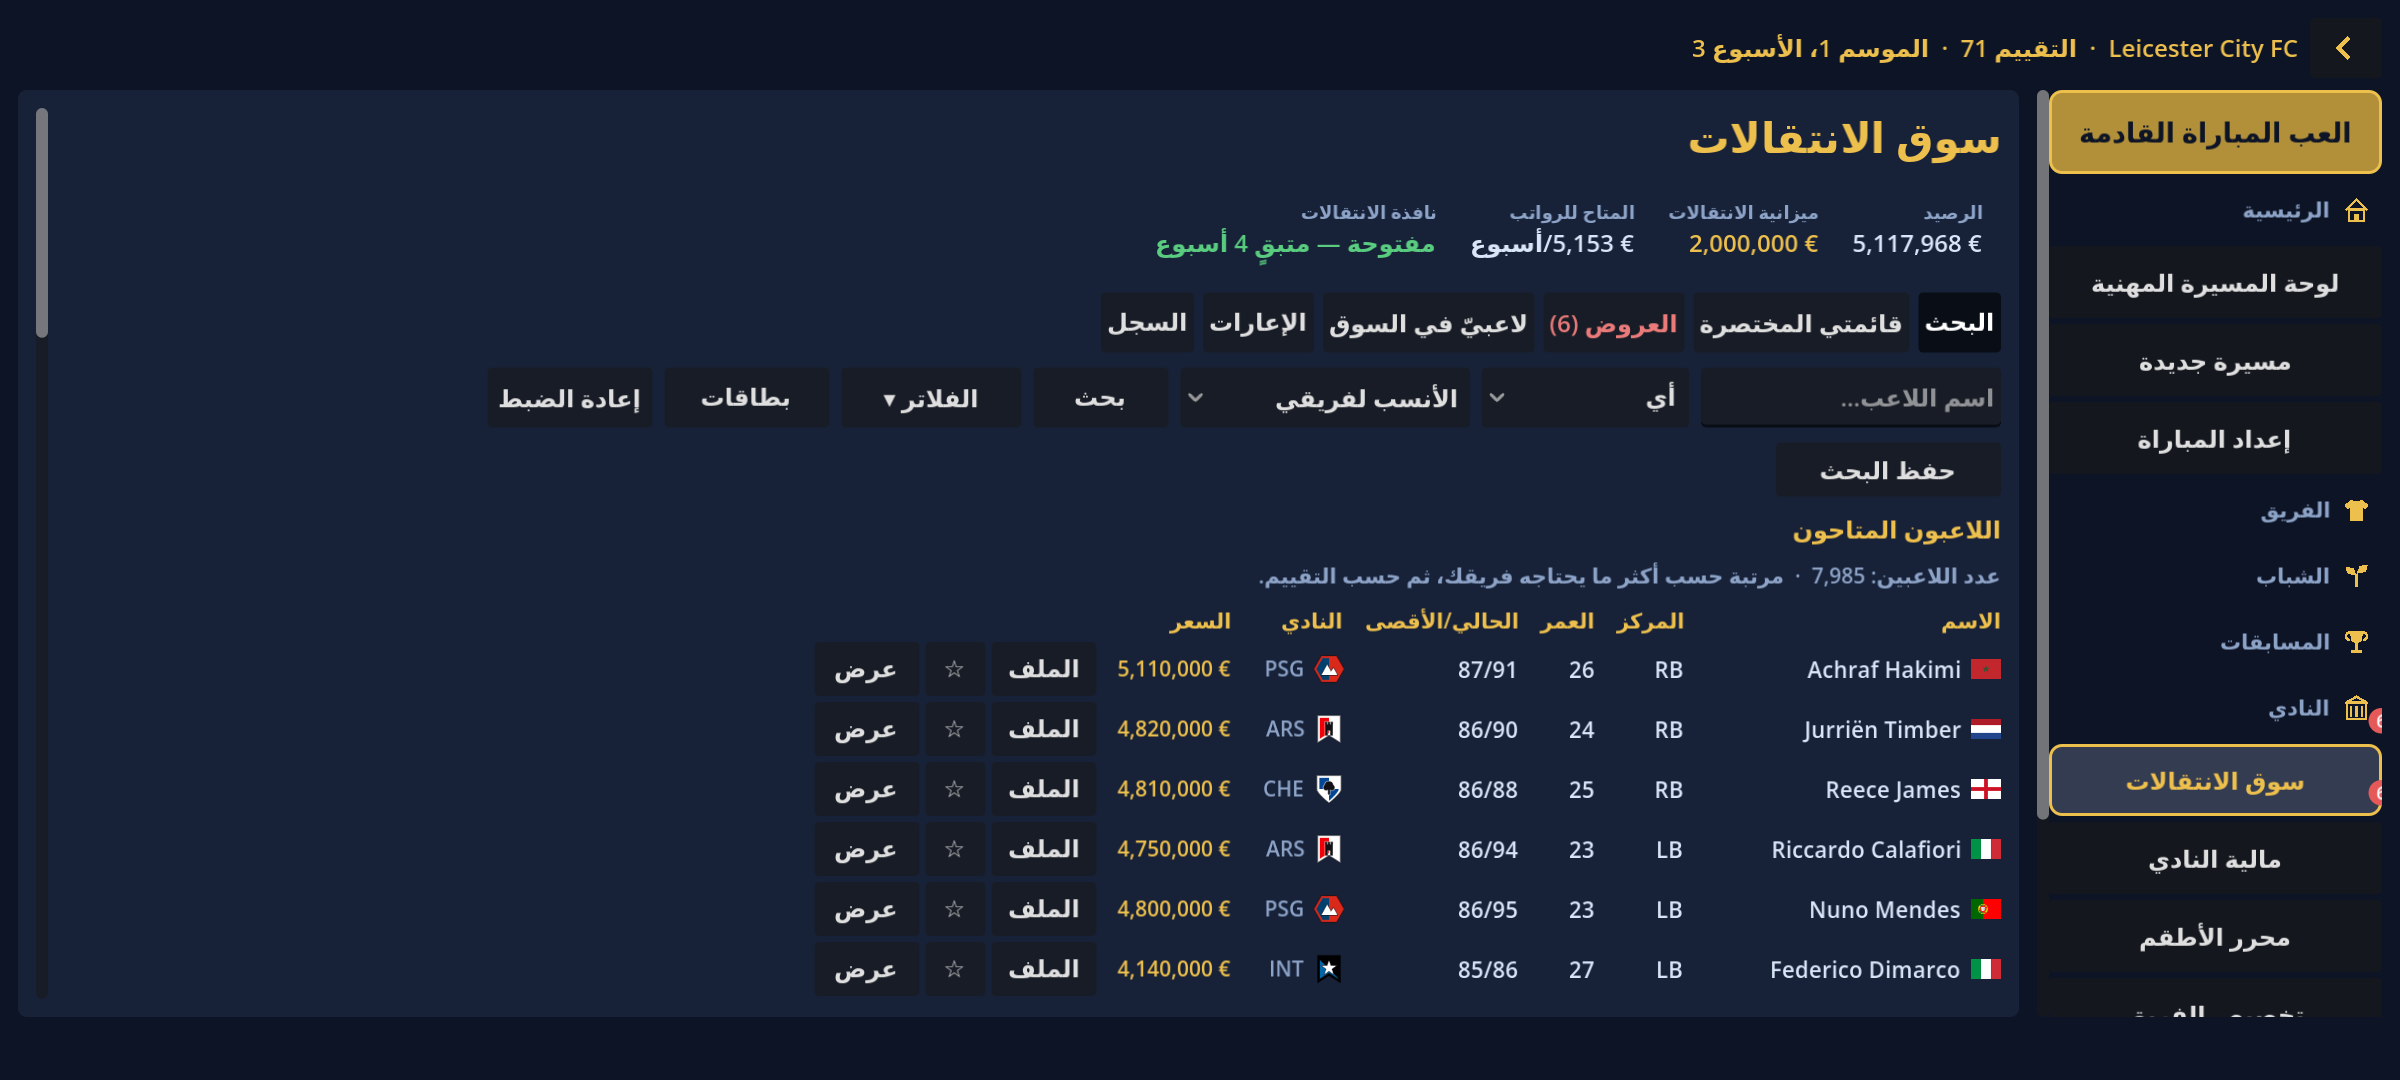 Leicester City FC · التقييم 71 · الموسم 1، الأسبوع 3
العب المباراة القادمة
الرئيسية
لوحة المسيرة المهنية
مسيرة جديدة
إعداد المباراة
الفريق
الشباب
المسابقات
النادي
سوق الانتقالات
مالية النادي
محرر الأطقم
سوق الانتقالات
الرصيد ميزانية الانتقالات المتاح للرواتب نافذة الانتقالات
5,117,968 € 2,000,000 € 5,153 €/أسبوع مفتوحة — متبقٍ 4 أسبوع
البحث قائمتي المختصرة العروض (6) لاعبيّ في السوق الإعارات السجل
اسم اللاعب... أي الأنسب لفريقي بحث الفلاتر ▾ بطاقات إعادة الضبط
حفظ البحث
اللاعبون المتاحون
عدد اللاعبين: 7,985 · مرتبة حسب أكثر ما يحتاجه فريقك، ثم حسب التقييم.
الاسم المركز العمر الحالي/الأقصى النادي السعر
Achraf Hakimi RB 26 87/91 PSG 5,110,000 € الملف ☆ عرض
Jurriën Timber RB 24 86/90 ARS 4,820,000 € الملف ☆ عرض
Reece James RB 25 86/88 CHE 4,810,000 € الملف ☆ عرض
Riccardo Calafiori LB 23 86/94 ARS 4,750,000 € الملف ☆ عرض
Nuno Mendes LB 23 86/95 PSG 4,800,000 € الملف ☆ عرض
Federico Dimarco LB 27 85/86 INT 4,140,000 € الملف ☆ عرض